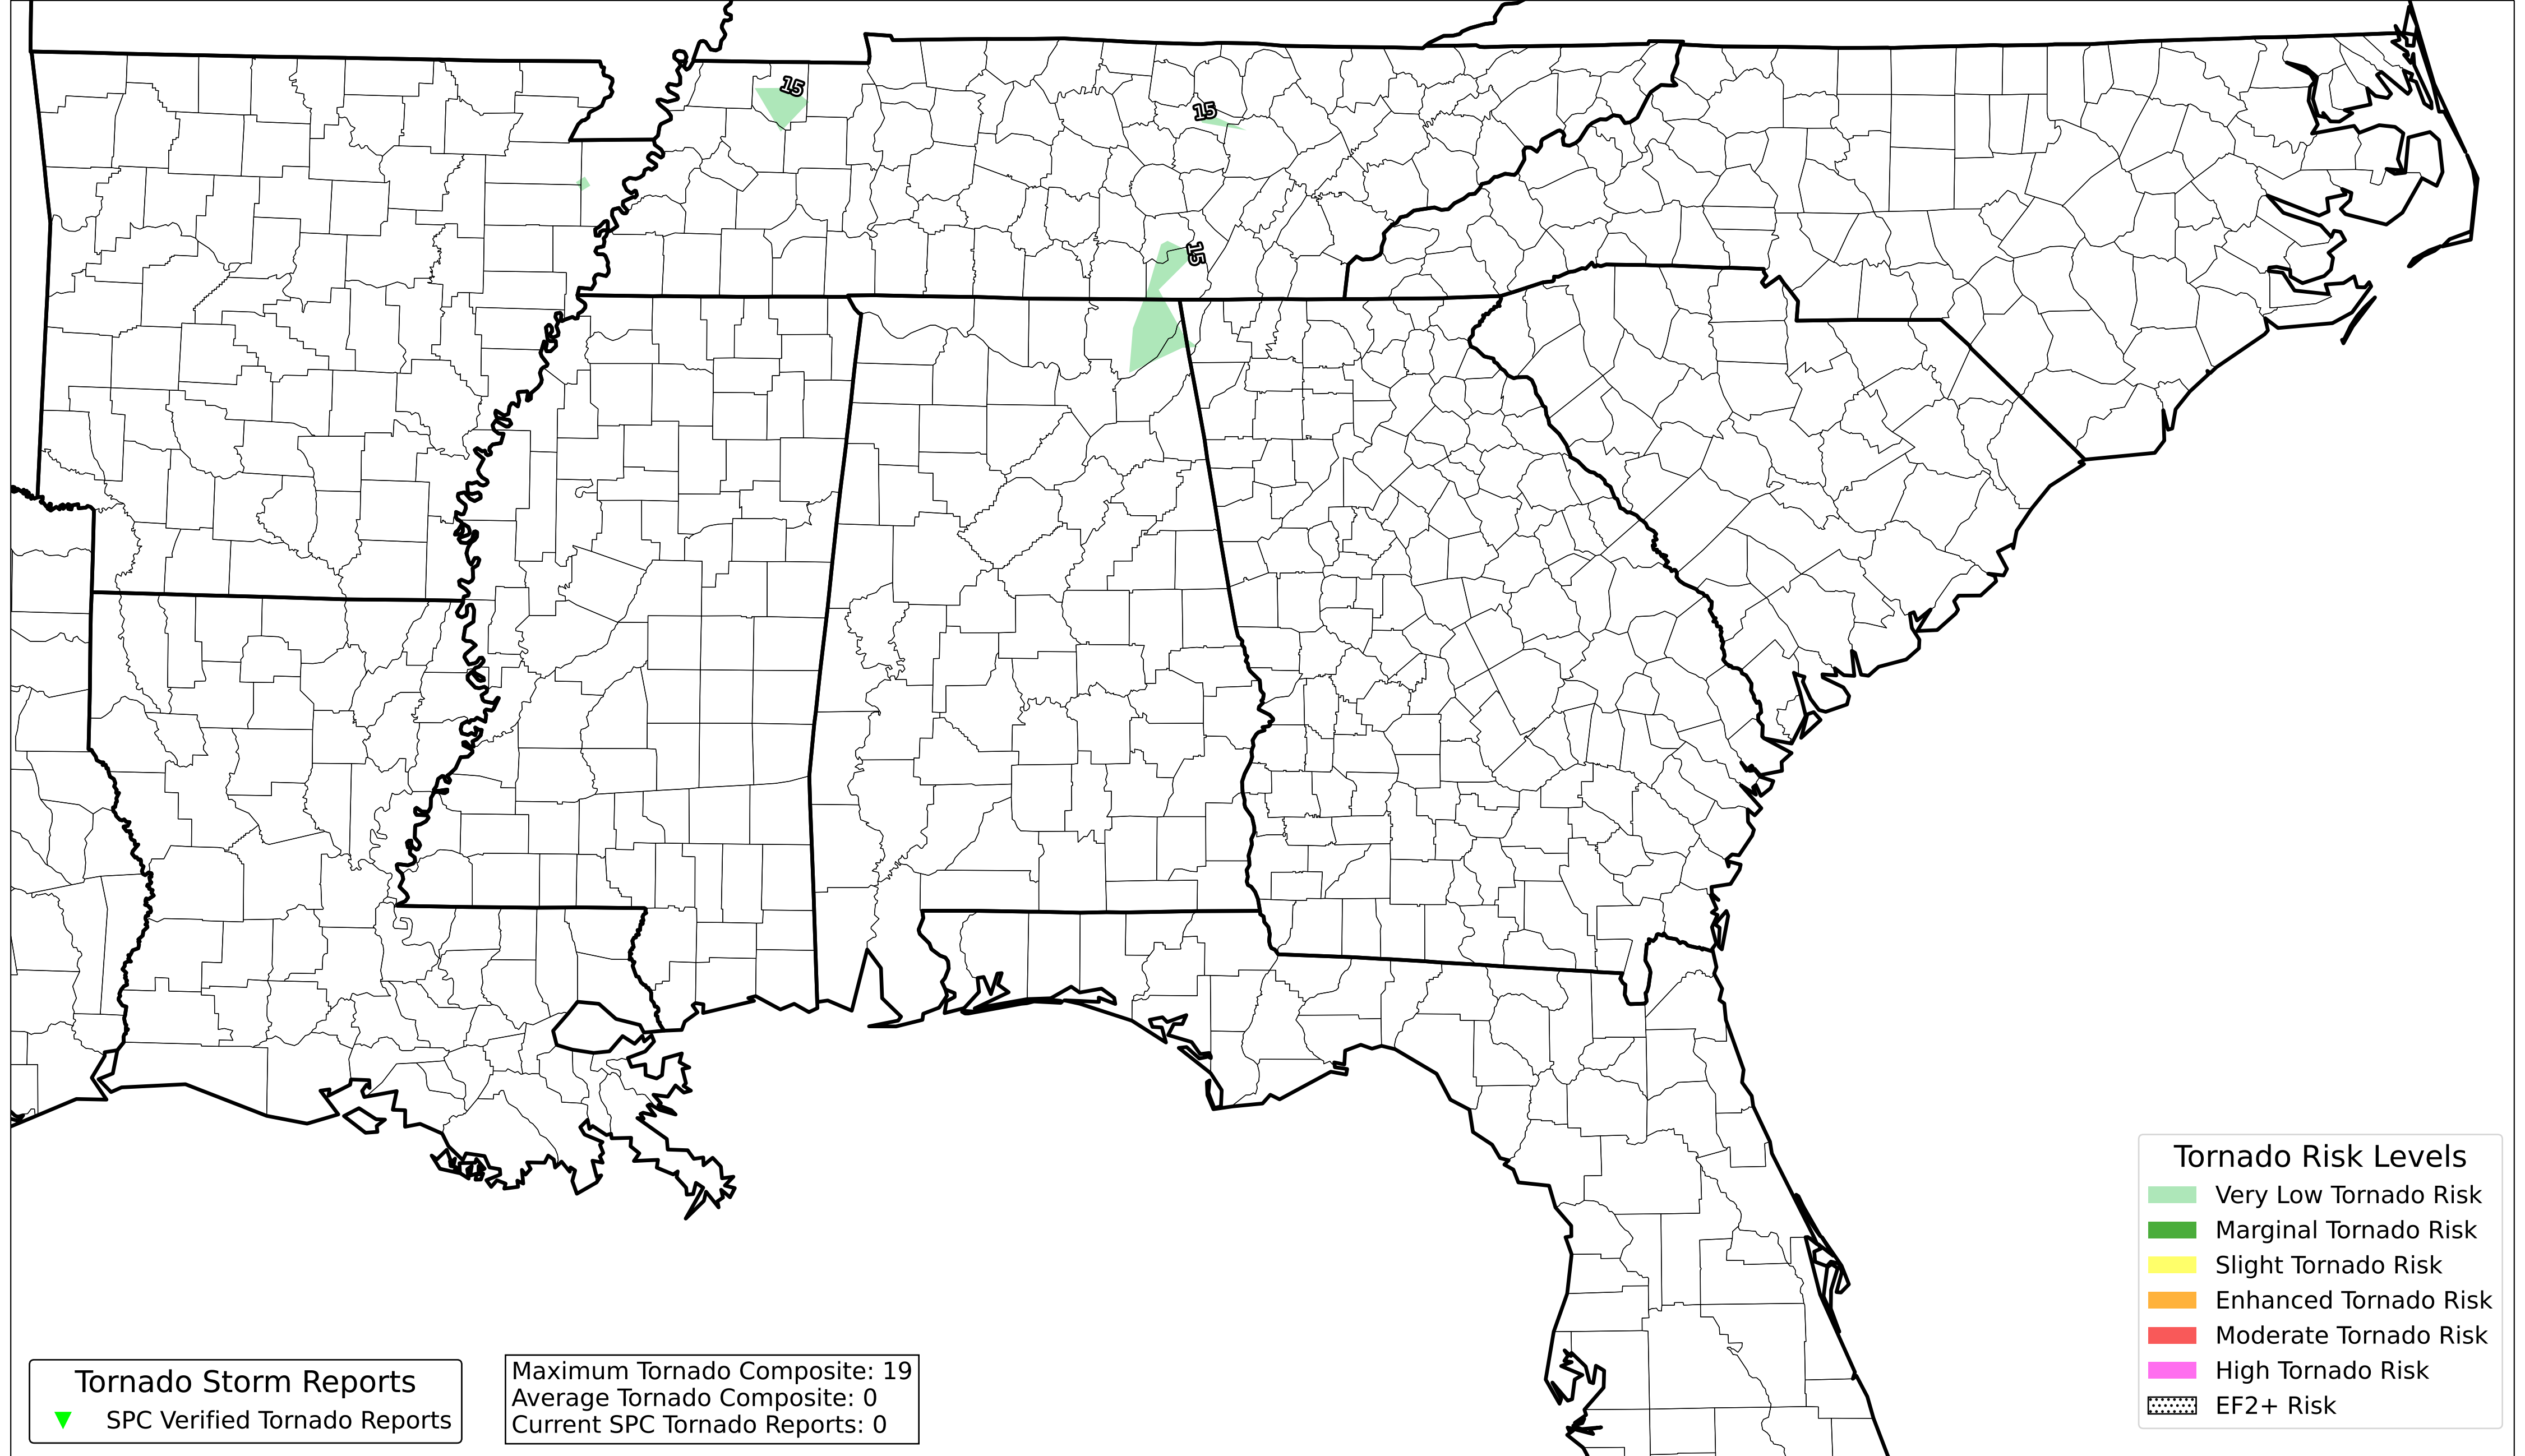 15
15
15
Tornado Risk Levels
Very Low Tornado Risk
Marginal Tornado Risk
Slight Tornado Risk
Enhanced Tornado Risk
Moderate Tornado Risk
High Tornado Risk
EF2+ Risk
Tornado Storm Reports
SPC Verified Tornado Reports
Maximum Tornado Composite: 19
Average Tornado Composite: 0
Current SPC Tornado Reports: 0